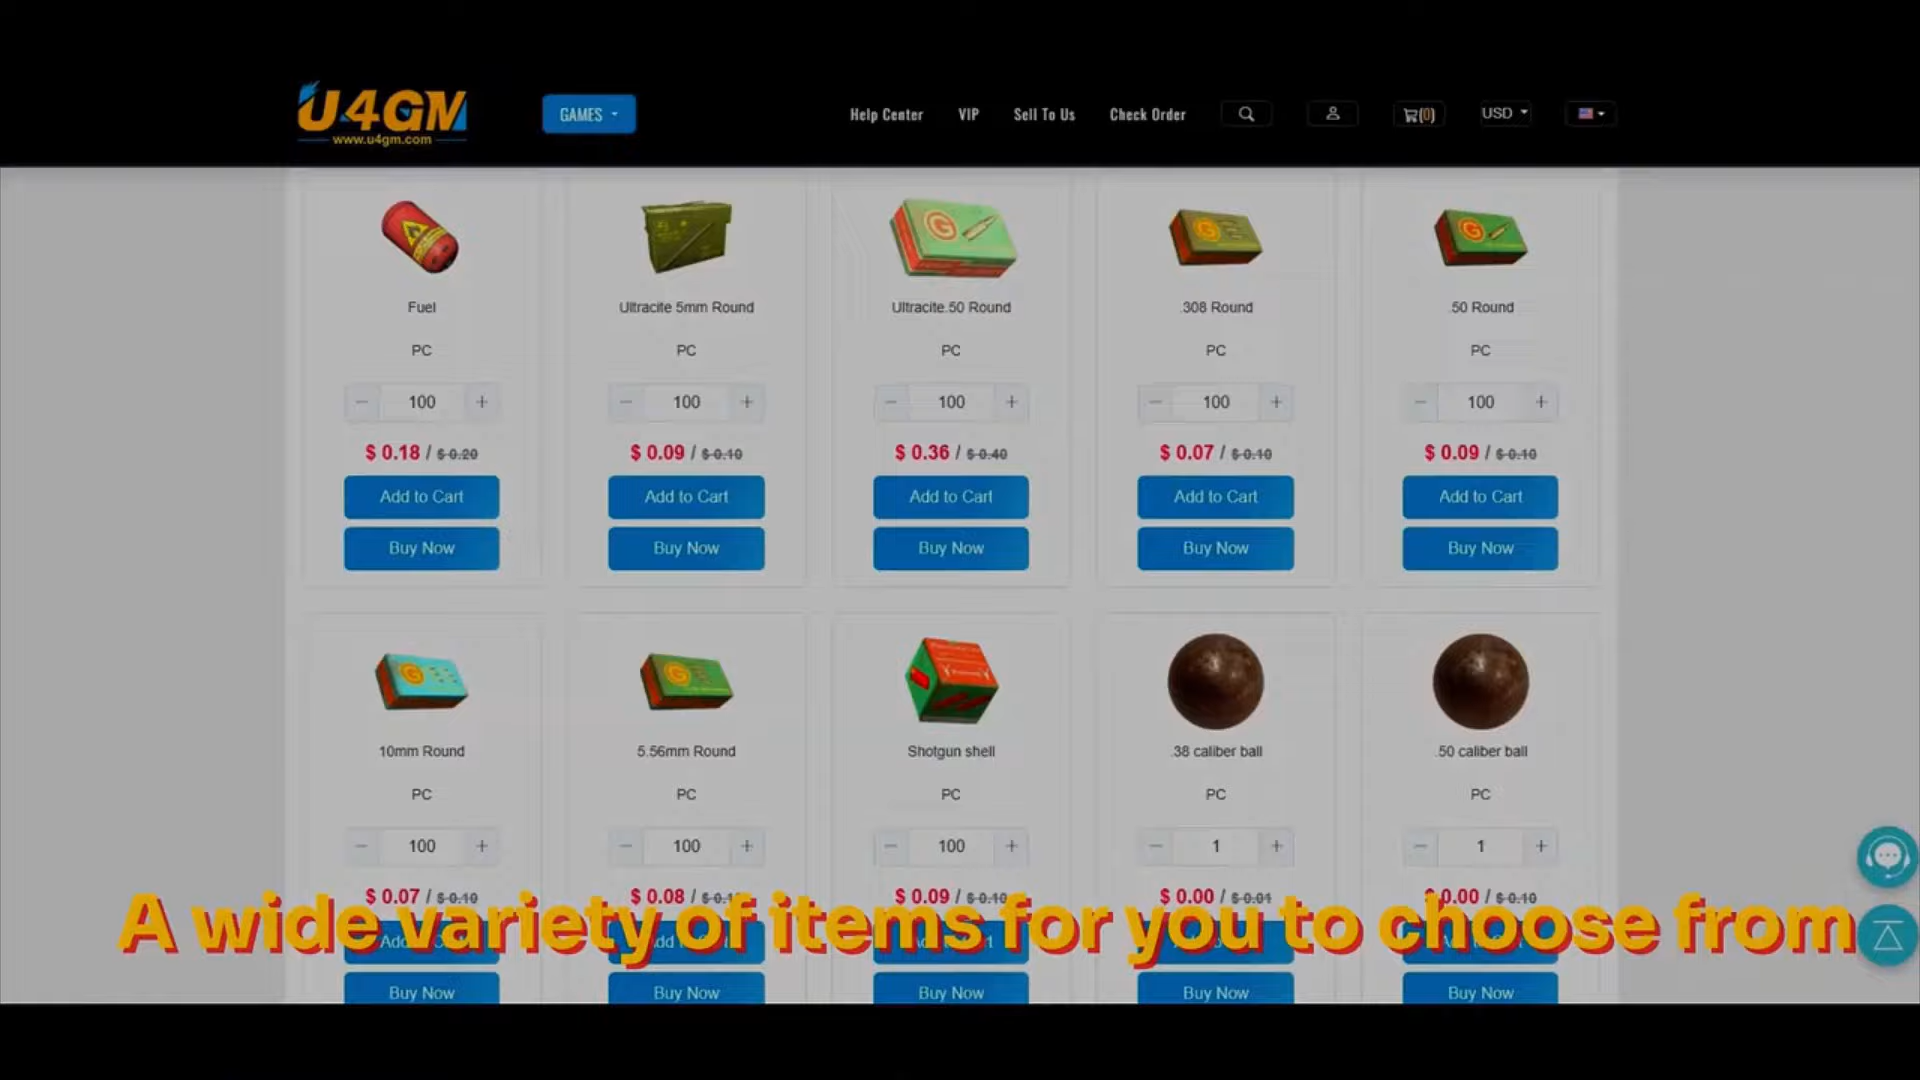 U4GM
www.u4gm.com
GAMES
Help Center
VIP
Sell To Us
Check Order
(0)
USD
Fuel
Ultracite 5mm Round
Ultracite.50 Round
.308 Round
.50 Round
PC
PC
PC
PC
PC
− 100 +
− 100 +
− 100 +
− 100 +
− 100 +
$ 0.18 / $ 0.20
$ 0.09 / $ 0.10
$ 0.36 / $ 0.40
$ 0.07 / $ 0.10
$ 0.09 / $ 0.10
Add to Cart
Add to Cart
Add to Cart
Add to Cart
Add to Cart
Buy Now
Buy Now
Buy Now
Buy Now
Buy Now
10mm Round
5.56mm Round
Shotgun shell
.38 caliber ball
.50 caliber ball
PC
PC
PC
PC
PC
− 100 +
− 100 +
− 100 +
− 1 +
− 1 +
$ 0.07 / $ 0.10
$ 0.08 /
$ 0.09 / $ 0.10
$ 0.00 / $ 0.01
$ 0.00 / $ 0.10
A wide variety of items for you to choose from
Buy Now
Buy Now
Buy Now
Buy Now
Buy Now